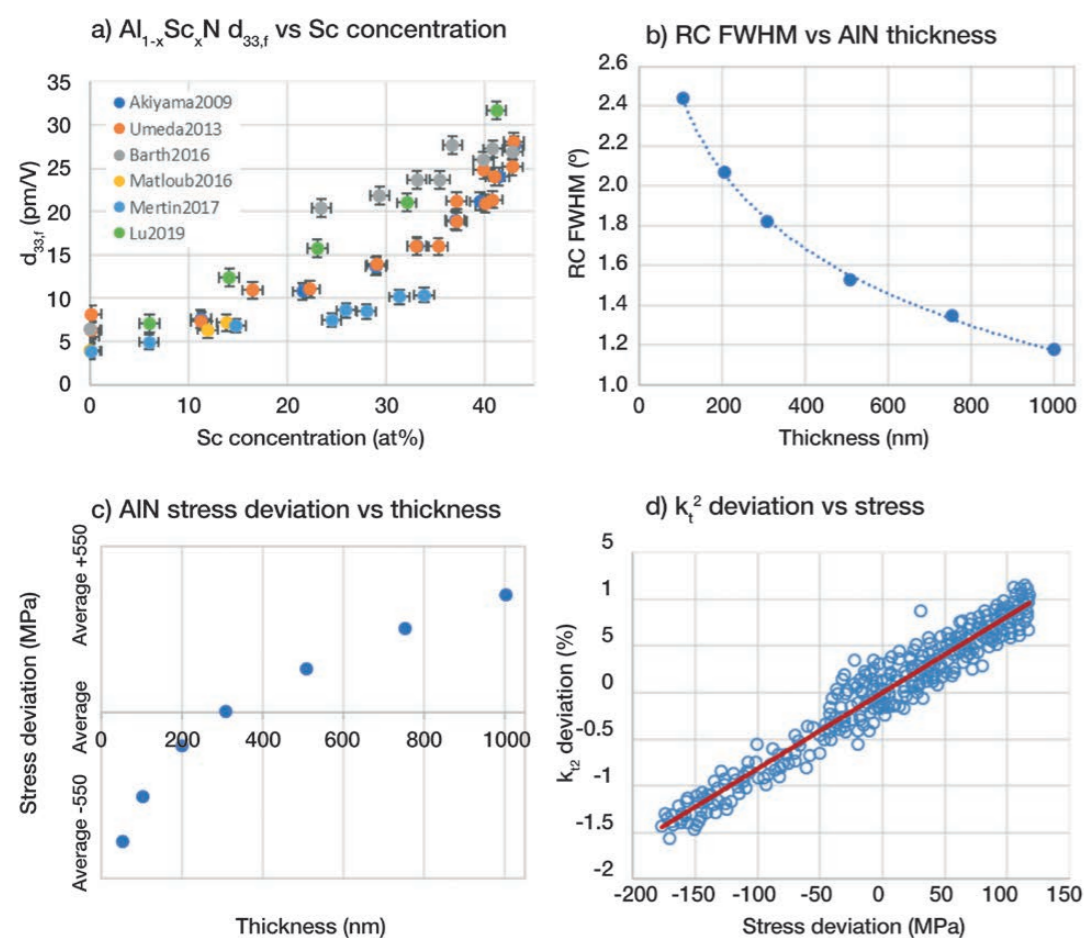 a) Al1-xScxN d33,f vs Sc concentration
d33,f (pm/V)
35
30
25
20
15
10
5
0
Akiyama2009
Umeda2013
Barth2016
Matloub2016
Mertin2017
Lu2019
0 10 20 30 40
Sc concentration (at%)
b) RC FWHM vs AlN thickness
RC FWHM (º)
2.6
2.4
2.2
2.0
1.8
1.6
1.4
1.2
1.0
0 200 400 600 800 1000
Thickness (nm)
c) AlN stress deviation vs thickness
Stress deviation (MPa)
Average +550
Average
Average -550
0 200 400 600 800 1000
Thickness (nm)
d) kt2 deviation vs stress
kt2 deviation (%)
5
1
5
0
-0.5
-1
-1.5
-2
-200 -150 -100 -50 0 50 100 150
Stress deviation (MPa)